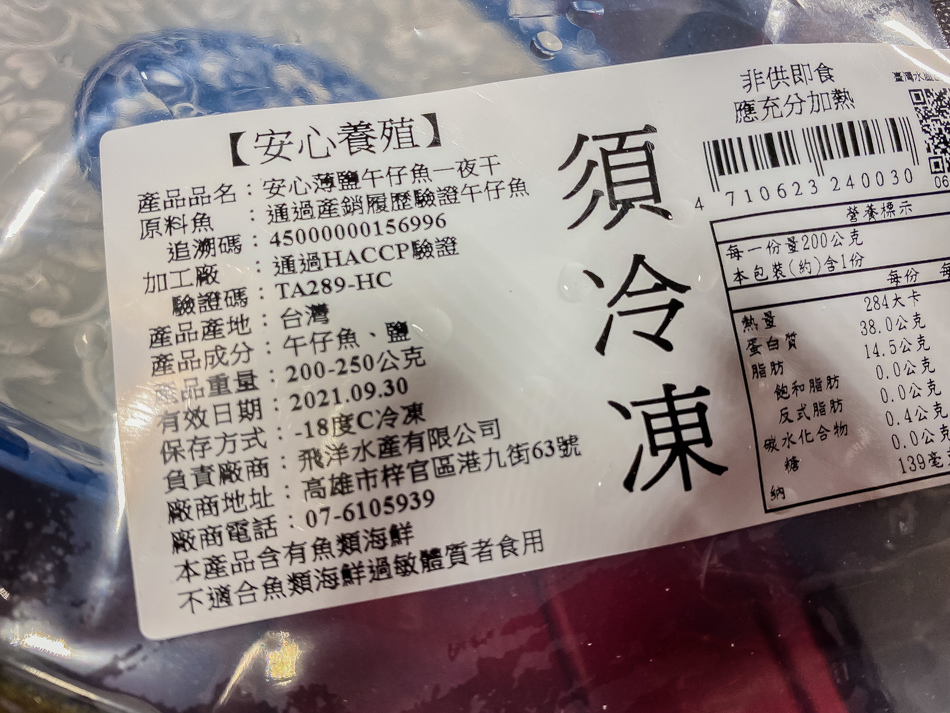 【安心養殖】
產品品名：安心薄鹽午仔魚一夜干
原料魚：通過產銷履歷驗證午仔魚
追溯碼：45000000156996
加工廠：通過HACCP驗證
驗證碼：TA289-HC
產品產地：台灣
產品成分：午仔魚、鹽
產品重量：200-250公克
有效日期：2021.09.30
保存方式：-18度C冷凍
負責廠商：飛洋水產有限公司
廠商地址：高雄市梓官區港九街63號
廠商電話：07-6105939
本產品含有魚類海鮮
不適合魚類海鮮過敏體質者食用
須冷凍
非供即食
應充分加熱
4 710623 240030
臺灣水
06
營養標示
每一份量200公克
本包裝(約)含1份
每份 每
熱量 284大卡
蛋白質 38.0公克
脂肪 14.5公克
飽和脂肪 0.0公克
反式脂肪 0.0公克
碳水化合物 0.4公克
糖 0.0公克
鈉 139毫